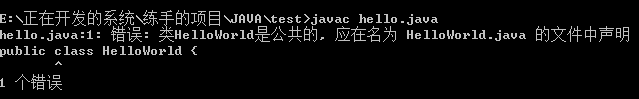 E:\正在开发的系统\练手的项目\JAVA\test>javac hello.java
hello.java:1: 错误: 类HelloWorld是公共的, 应在名为 HelloWorld.java 的文件中声明
public class HelloWorld {
^
1 个错误